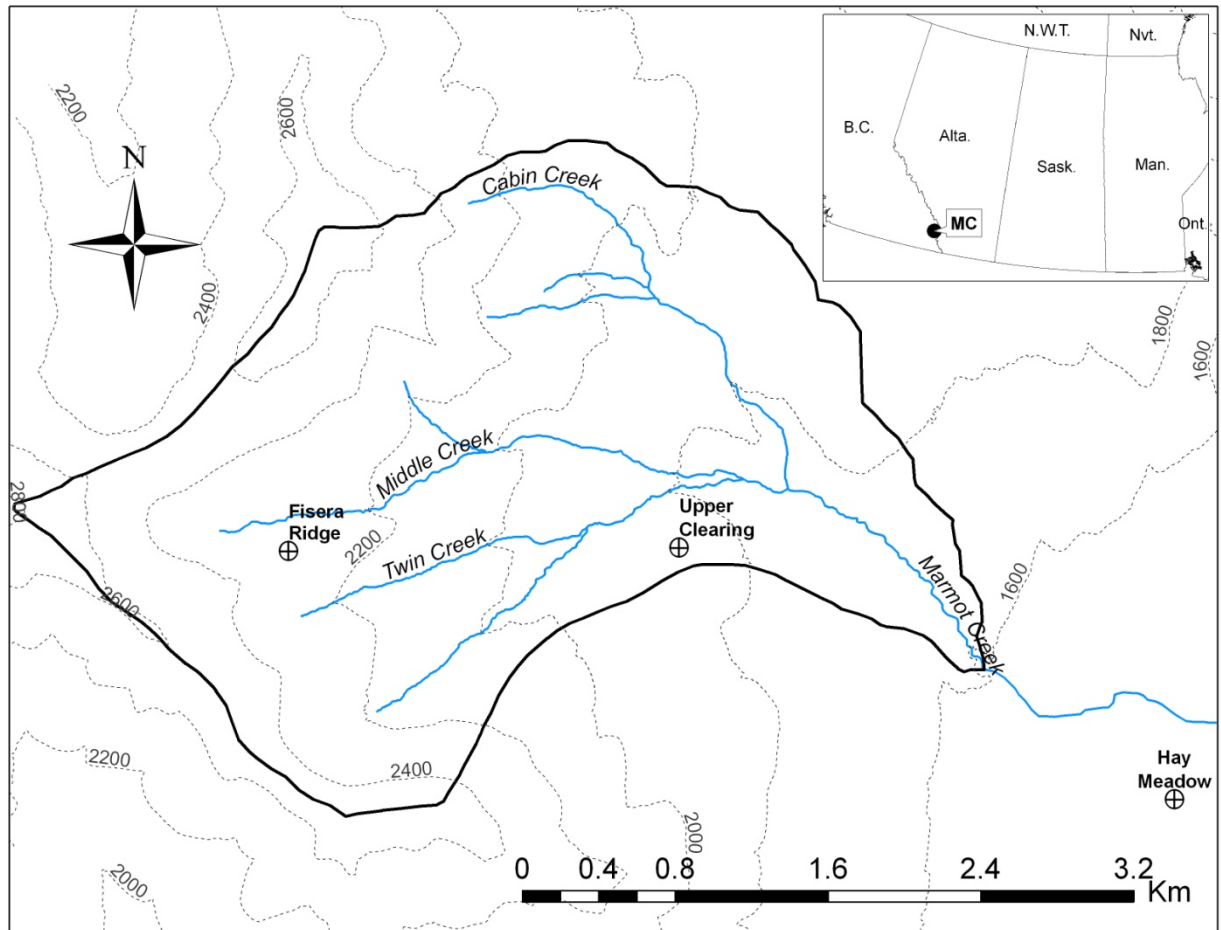 N.W.T.
Nvt.
B.C.
Alta.
Sask.
Man.
Ont.
MC
2200
2600
N
2400
Cabin Creek
1800
1600
Middle Creek
2800
Fisera
Ridge
2200
Upper
Clearing
Twin Creek
Marmot Creek
1600
2600
2200
2400
2000
Hay
Meadow
2000
0 0.4 0.8 1.6 2.4 3.2
Km